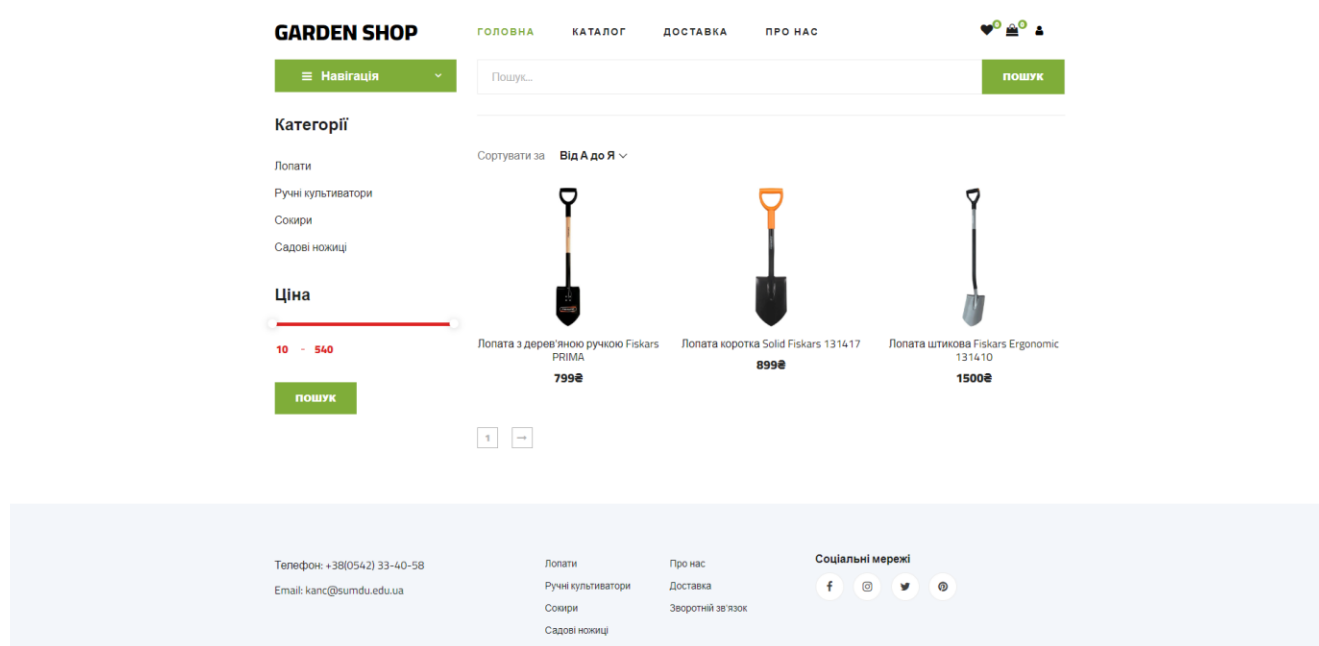 GARDEN SHOP
ГОЛОВНА КАТАЛОГ ДОСТАВКА ПРО НАС
0 0
Навігація
Пошук...
ПОШУК
Категорії
Лопати
Ручні культиватори
Сокири
Садові ножиці
Ціна
10 - 540
ПОШУК
Сортувати за Від А до Я
Лопата з дерев'яною ручкою Fiskars
PRIMA
799₴
Лопата коротка Solid Fiskars 131417
899₴
Лопата штикова Fiskars Ergonomic
131410
1500₴
1
Телефон: +38(0542) 33-40-58
Email: kanc@sumdu.edu.ua
Лопати
Ручні культиватори
Сокири
Садові ножиці
Про нас
Доставка
Зворотній зв'язок
Соціальні мережі